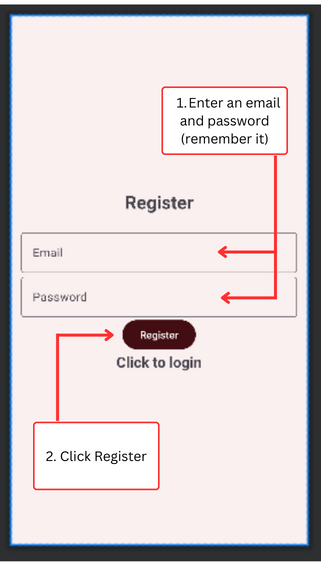 1. Enter an email
and password
(remember it)
Register
Email
Password
Register
Click to login
2. Click Register